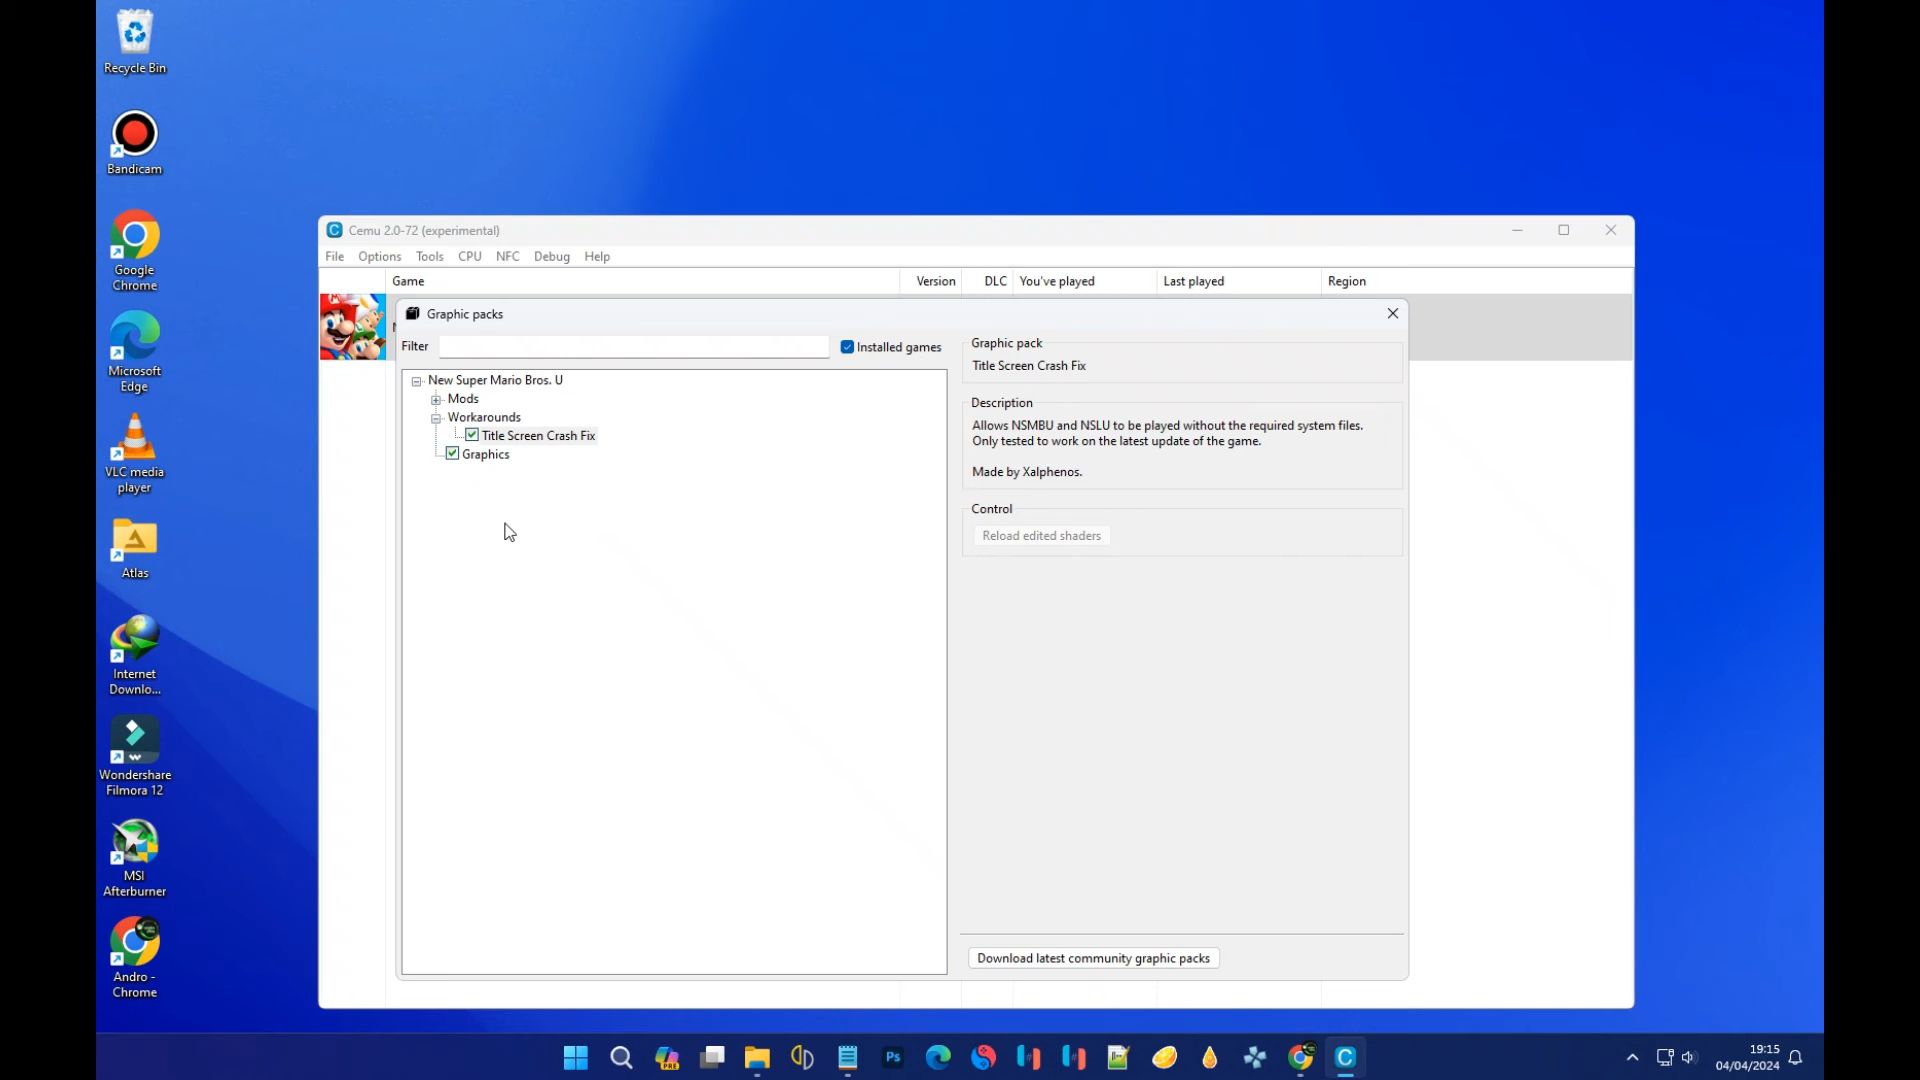 Recycle Bin
Bandicam
Google
Chrome
Microsoft
Edge
VLC media
player
Atlas
Internet
Downlo...
Wondershare
Filmora 12
MSI
Afterburner
Andro -
Chrome
Cemu 2.0-72 (experimental)
File Options Tools CPU NFC Debug Help
Game Version DLC You've played Last played Region
Graphic packs
Filter Installed games
New Super Mario Bros. U
Mods
Workarounds
Title Screen Crash Fix
Graphics
Graphic pack
Title Screen Crash Fix
Description
Allows NSMBU and NSLU to be played without the required system files.
Only tested to work on the latest update of the game.
Made by Xalphenos.
Control
Reload edited shaders
Download latest community graphic packs
PRE
Ps
19:15
04/04/2024